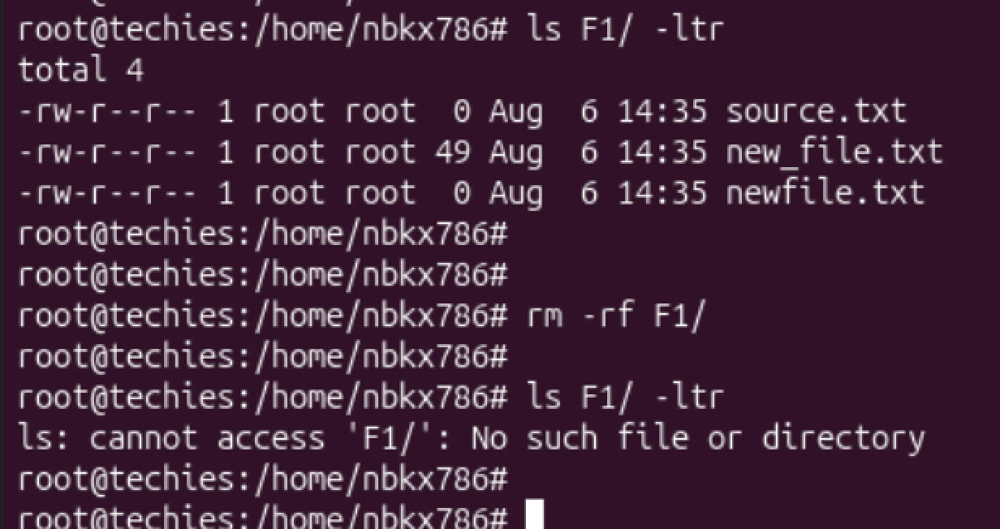 root@techies:/home/nbkx786# ls F1/ -ltr
total 4
-rw-r--r-- 1 root root  0 Aug  6 14:35 source.txt
-rw-r--r-- 1 root root 49 Aug  6 14:35 new_file.txt
-rw-r--r-- 1 root root  0 Aug  6 14:35 newfile.txt
root@techies:/home/nbkx786#
root@techies:/home/nbkx786#
root@techies:/home/nbkx786# rm -rf F1/
root@techies:/home/nbkx786#
root@techies:/home/nbkx786# ls F1/ -ltr
ls: cannot access 'F1/': No such file or directory
root@techies:/home/nbkx786#
root@techies:/home/nbkx786#